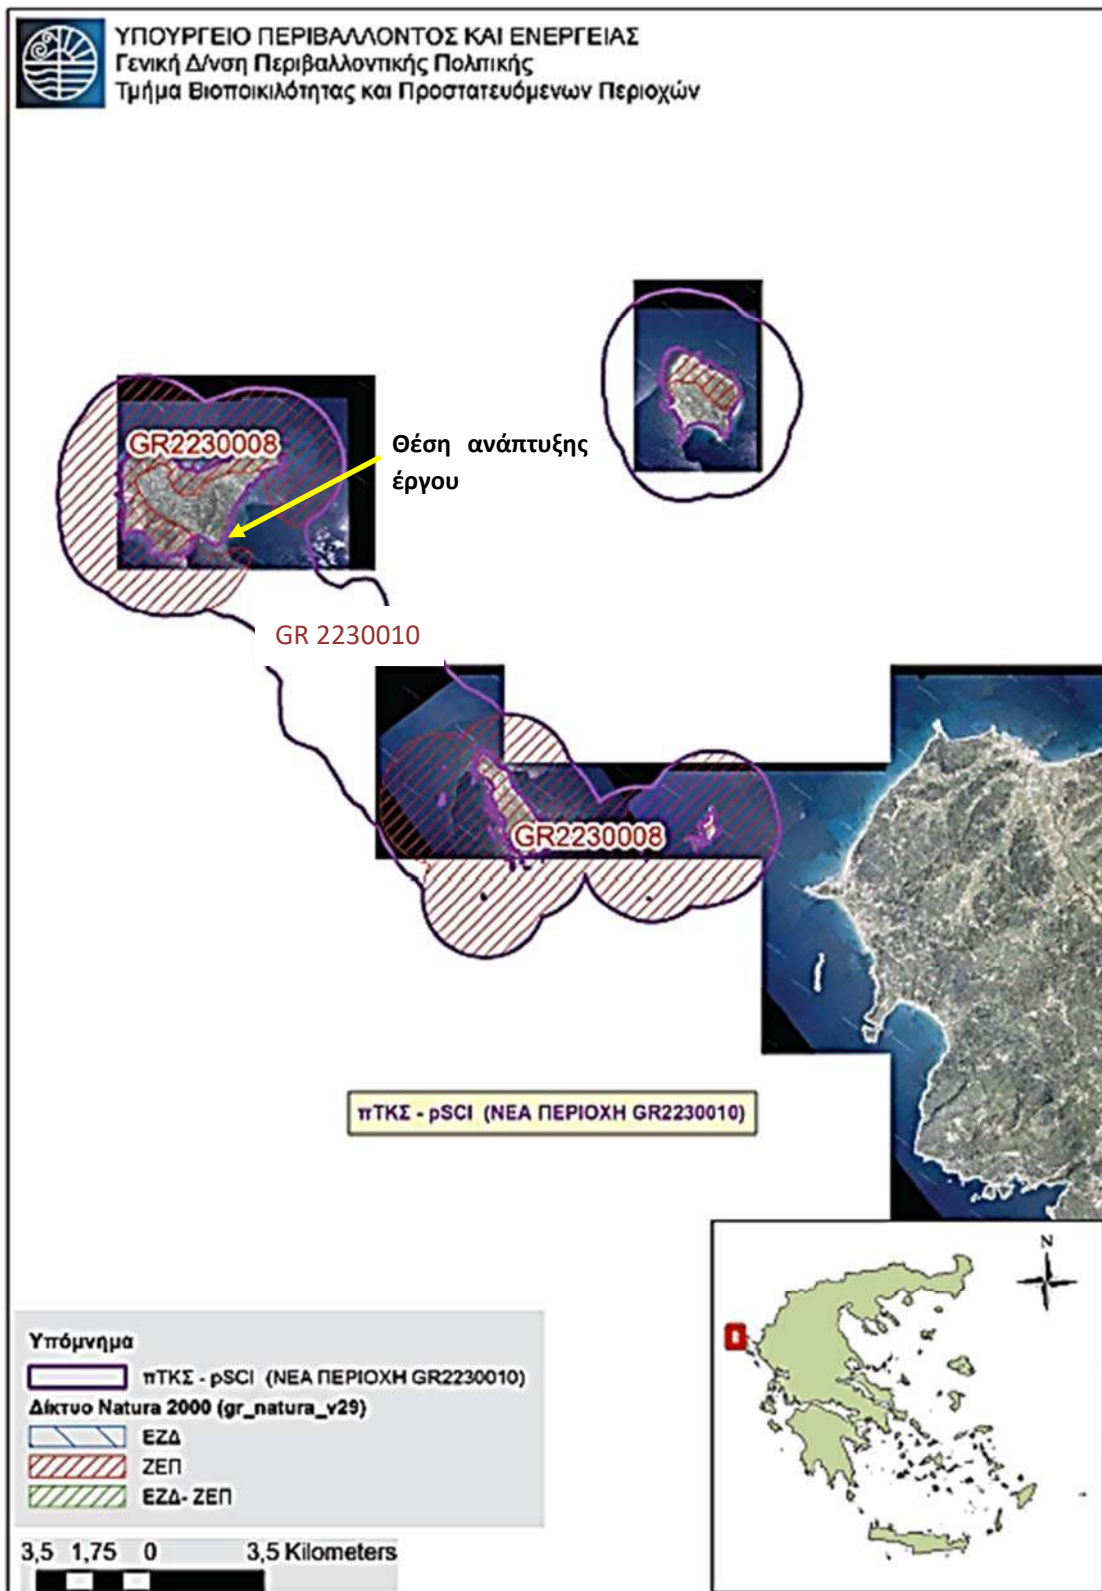 ΥΠΟΥΡΓΕΙΟ ΠΕΡΙΒΑΛΛΟΝΤΟΣ ΚΑΙ ΕΝΕΡΓΕΙΑΣ
Γενική Δ/νση Περιβαλλοντικής Πολιτικής
Τμήμα Βιοποικιλότητας και Προστατευόμενων Περιοχών
GR2230008
Θέση ανάπτυξης
έργου
GR 2230010
GR2230008
πΤΚΣ - pSCI (ΝΕΑ ΠΕΡΙΟΧΗ GR2230010)
N
Υπόμνημα
πΤΚΣ - pSCI (ΝΕΑ ΠΕΡΙΟΧΗ GR2230010)
Δίκτυο Natura 2000 (gr_natura_v29)
ΕΖΔ
ΖΕΠ
ΕΖΔ- ΖΕΠ
3,5 1,75 0 3,5 Kilometers